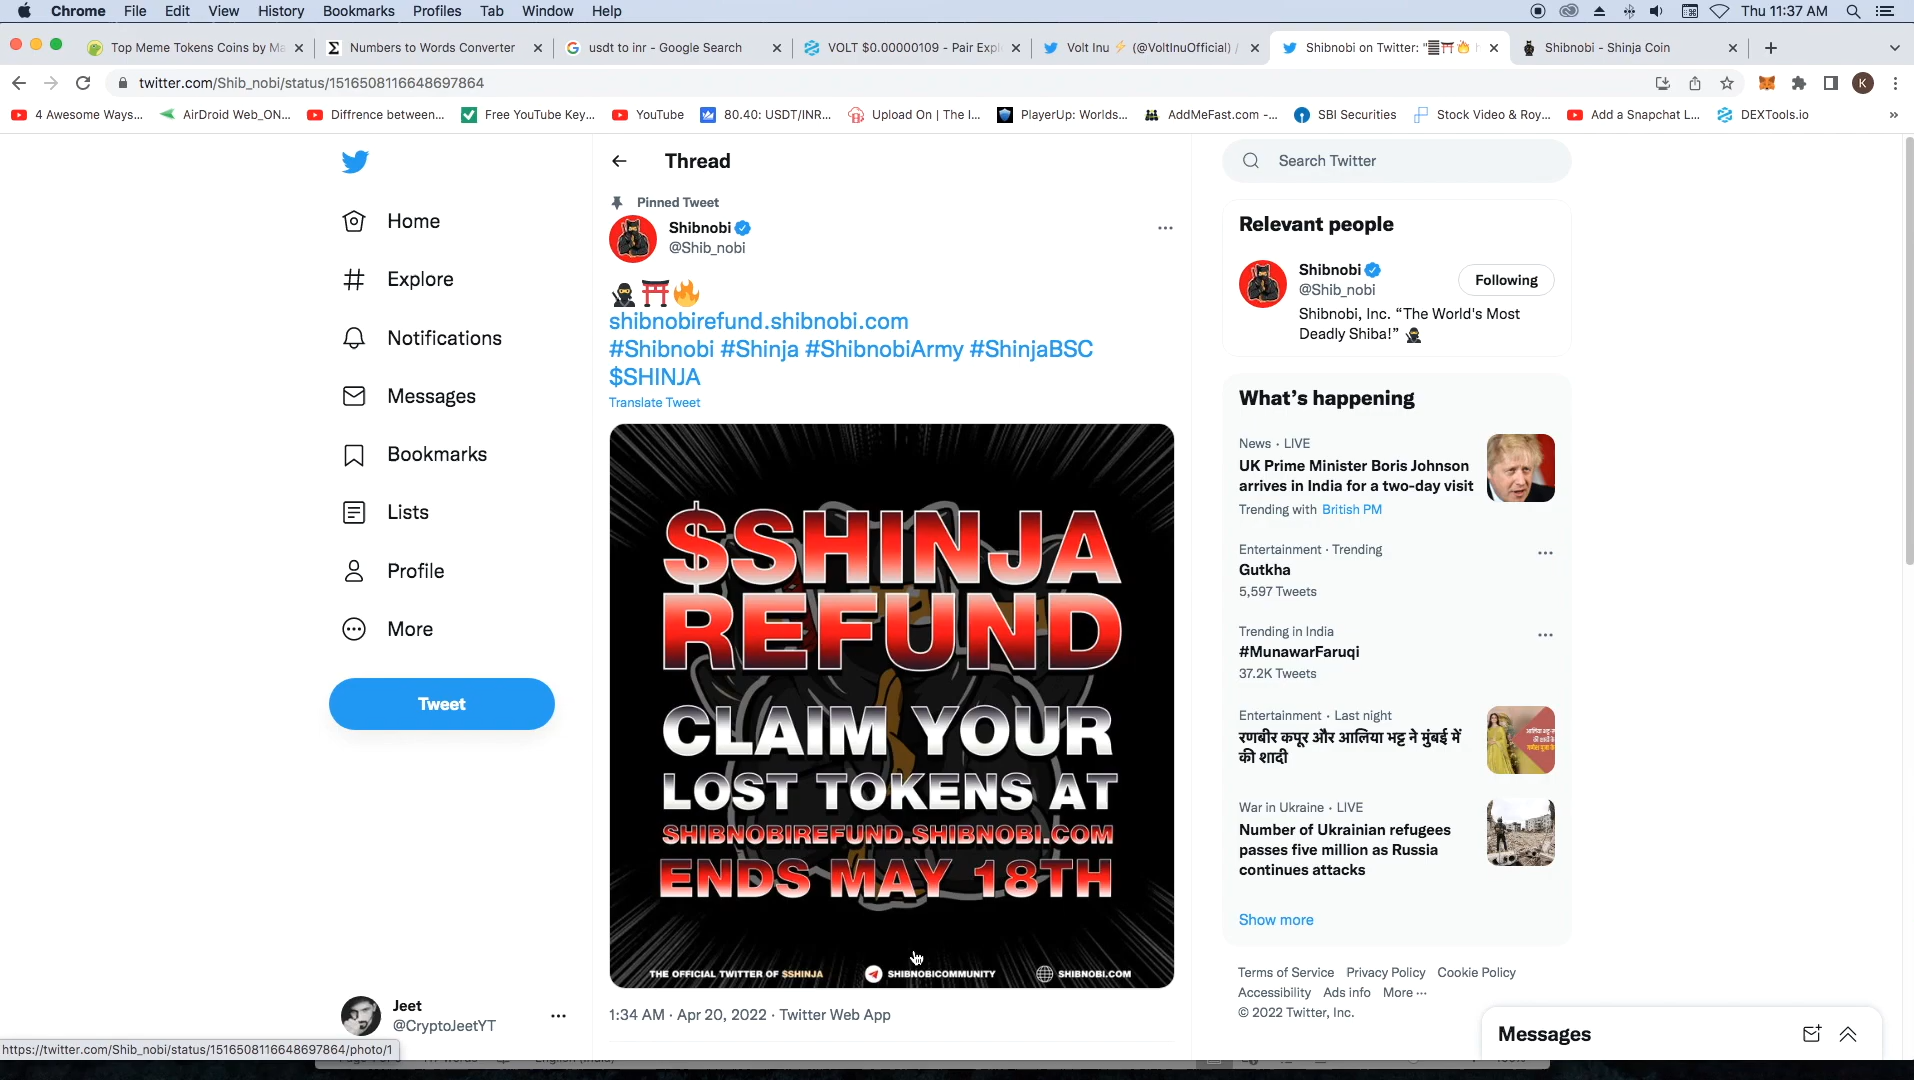 Chrome File Edit View History Bookmarks Profiles Tab Window Help Thu 11:37 AM
Top Meme Tokens Coins by Ma Numbers to Words Converter usdt to inr - Google Search VOLT $0.00000109 - Pair Expl Volt Inu ⚡ (@VoltInuOfficial) / Shibnobi on Twitter: " Shibnobi - Shinja Coin
twitter.com/Shib_nobi/status/1516508116648697864 K
4 Awesome Ways... AirDroid Web_ON... Diffrence between... Free YouTube Key... YouTube 80.40: USDT/INR... Upload On | The I... PlayerUp: Worlds... AddMeFast.com -... SBI Securities Stock Video & Roy... Add a Snapchat L... DEXTools.io »
Home
Explore
Notifications
Messages
Bookmarks
Lists
Profile
More
Tweet
Jeet
@CryptoJeetYT
Thread
Pinned Tweet
Shibnobi
@Shib_nobi
🥷⛩🔥
shibnobirefund.shibnobi.com
#Shibnobi #Shinja #ShibnobiArmy #ShinjaBSC
$SHINJA
Translate Tweet
$SHINJA
REFUND
CLAIM YOUR
LOST TOKENS AT
SHIBNOBIREFUND.SHIBNOBI.COM
ENDS MAY 18TH
THE OFFICIAL TWITTER OF $SHINJA SHIBNOBICOMMUNITY SHIBNOBI.COM
1:34 AM · Apr 20, 2022 · Twitter Web App
Search Twitter
Relevant people
Shibnobi
@Shib_nobi
Following
Shibnobi, Inc. “The World's Most
Deadly Shiba!” 🥷
What’s happening
News · LIVE
UK Prime Minister Boris Johnson
arrives in India for a two-day visit
Trending with British PM
Entertainment · Trending
Gutkha
5,597 Tweets
Trending in India
#MunawarFaruqi
37.2K Tweets
Entertainment · Last night
रणबीर कपूर और आलिया भट्ट ने मुंबई में
की शादी
War in Ukraine · LIVE
Number of Ukrainian refugees
passes five million as Russia
continues attacks
Show more
Terms of Service Privacy Policy Cookie Policy
Accessibility Ads info More ···
© 2022 Twitter, Inc.
Messages
https://twitter.com/Shib_nobi/status/1516508116648697864/photo/1